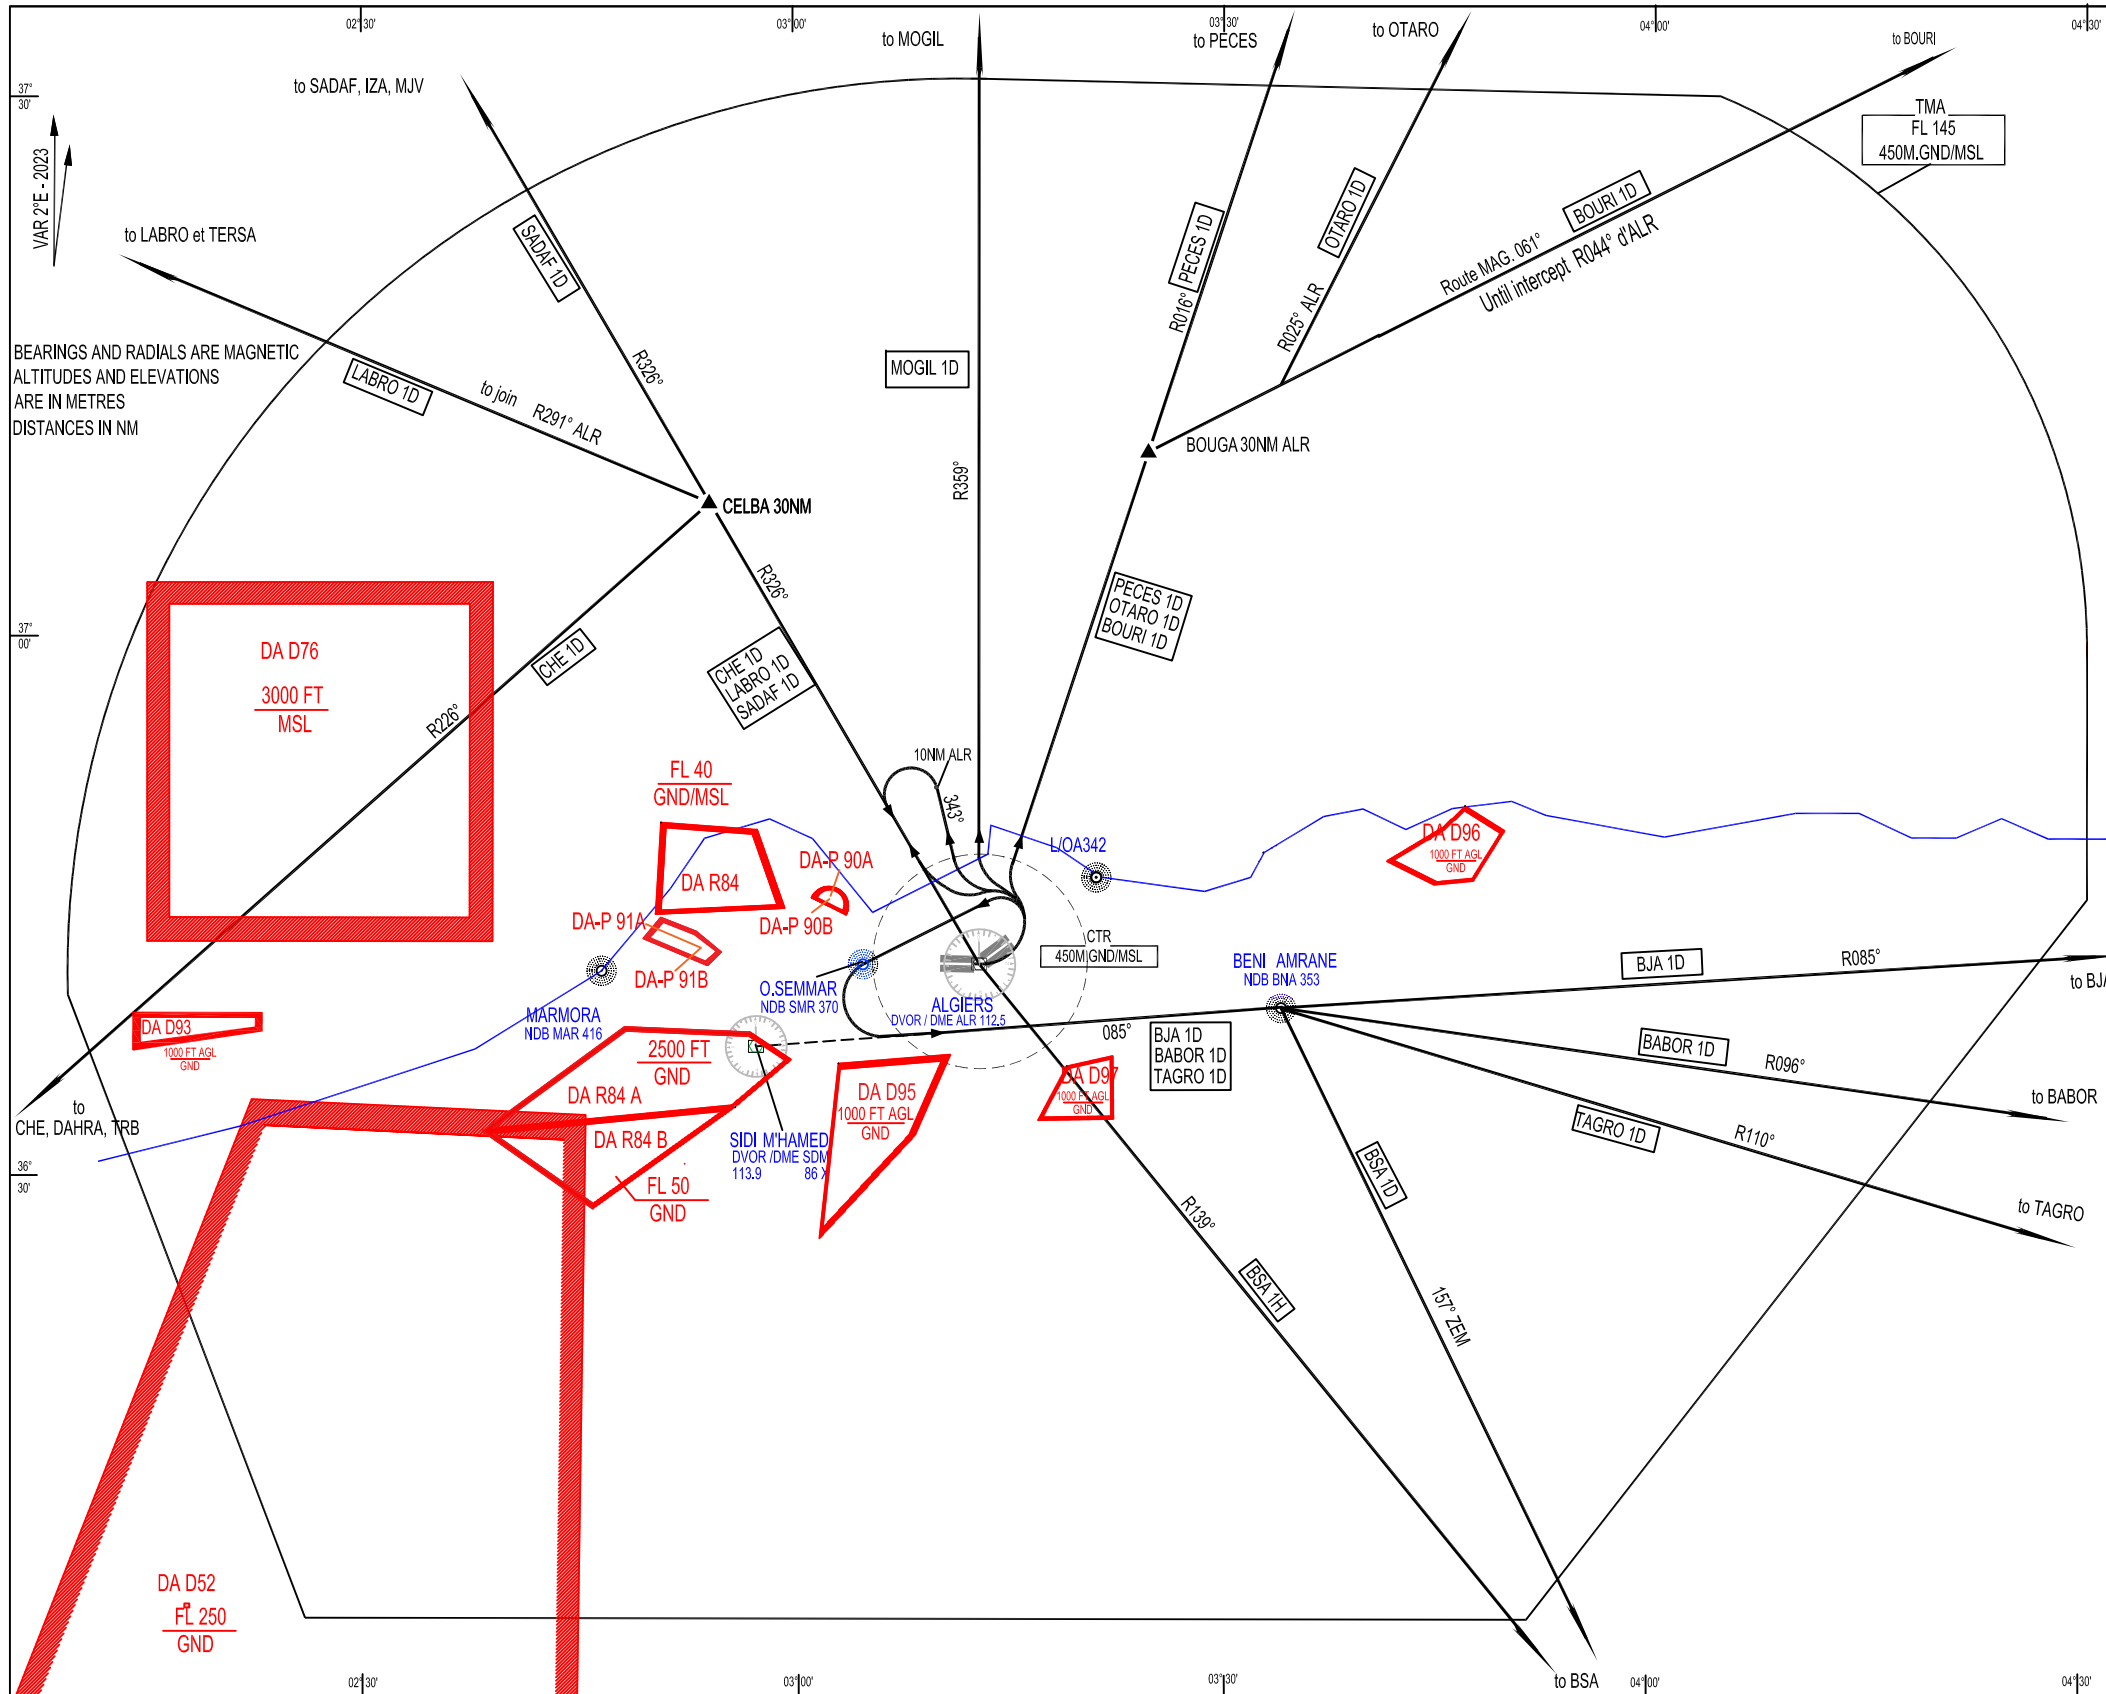 02°30'
03°00'
03°30'
04°00'
04°30'
to MOGIL
to PECES
to OTARO
to BOURI
to SADAF, IZA, MJV
37°
30'
TMA
FL 145
450M.GND/MSL
VAR 2°E - 2023
to LABRO et TERSA
SADAF 1D
PECES 1D
R016°
OTARO 1D
R025° ALR
BOURI 1D
Route MAG. 061°
Until intercept R044° d'ALR
BEARINGS AND RADIALS ARE MAGNETIC
ALTITUDES AND ELEVATIONS
ARE IN METRES
DISTANCES IN NM
LABRO 1D
to join R291° ALR
R326°
MOGIL 1D
R359°
BOUGA 30NM ALR
CELBA 30NM
R326°
PECES 1D
OTARO 1D
BOURI 1D
37°
00'
CHE 1D
CHE 1D
LABRO 1D
SADAF 1D
R226°
DA D76
3000 FT
MSL
10NM ALR
343°
FL 40
GND/MSL
DA R84
DA-P 90A
DA-P 90B
DA-P 91A
DA-P 91B
L/OA342
DA D96
1000 FT AGL
GND
CTR
450M.GND/MSL
O.SEMMAR
NDB SMR 370
ALGIERS
DVOR / DME ALR 112.5
BENI AMRANE
NDB BNA 353
BJA 1D
R085°
MARMORA
NDB MAR 416
DA D93
1000 FT AGL
GND
085°
BJA 1D
BABOR 1D
TAGRO 1D
BABOR 1D
R096°
to BABOR
TAGRO 1D
R110°
to TAGRO
2500 FT
GND
DA R84 A
DA R84 B
FL 50
GND
SIDI M'HAMED
DVOR /DME SDM
113.9 86 X
DA D95
1000 FT AGL
GND
DA D97
1000 FT AGL
GND
to
CHE, DAHRA, TRB
36°
30'
BSA 1D
R139°
BSA 1H
157° ZEM
DA D52
FL 250
GND
to BSA
02°30'
03°00'
03°30'
04°00'
04°30'